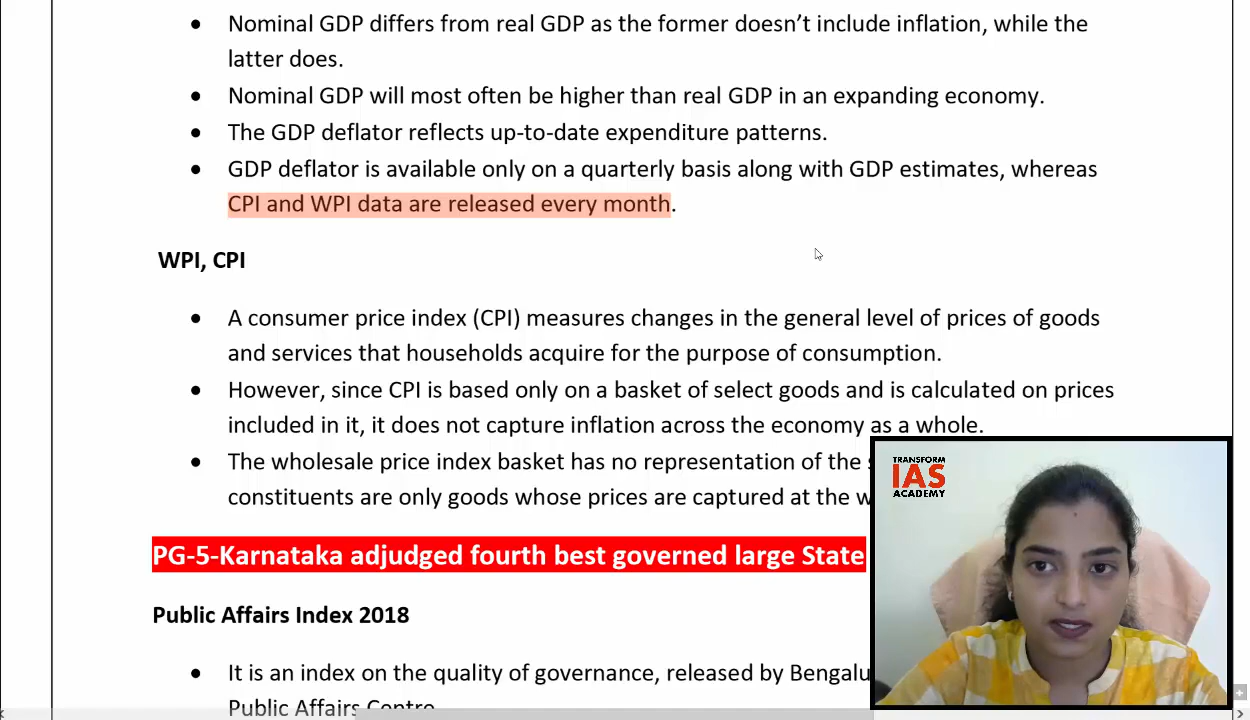 Nominal GDP differs from real GDP as the former doesn’t include inflation, while the
latter does.
Nominal GDP will most often be higher than real GDP in an expanding economy.
The GDP deflator reflects up-to-date expenditure patterns.
GDP deflator is available only on a quarterly basis along with GDP estimates, whereas
CPI and WPI data are released every month.
WPI, CPI
A consumer price index (CPI) measures changes in the general level of prices of goods
and services that households acquire for the purpose of consumption.
However, since CPI is based only on a basket of select goods and is calculated on prices
included in it, it does not capture inflation across the economy as a whole.
The wholesale price index basket has no representation of the
constituents are only goods whose prices are captured at the
PG-5-Karnataka adjudged fourth best governed large State
Public Affairs Index 2018
It is an index on the quality of governance, released by
Public Affairs Centre
TRANSFORM
IAS
ACADEMY